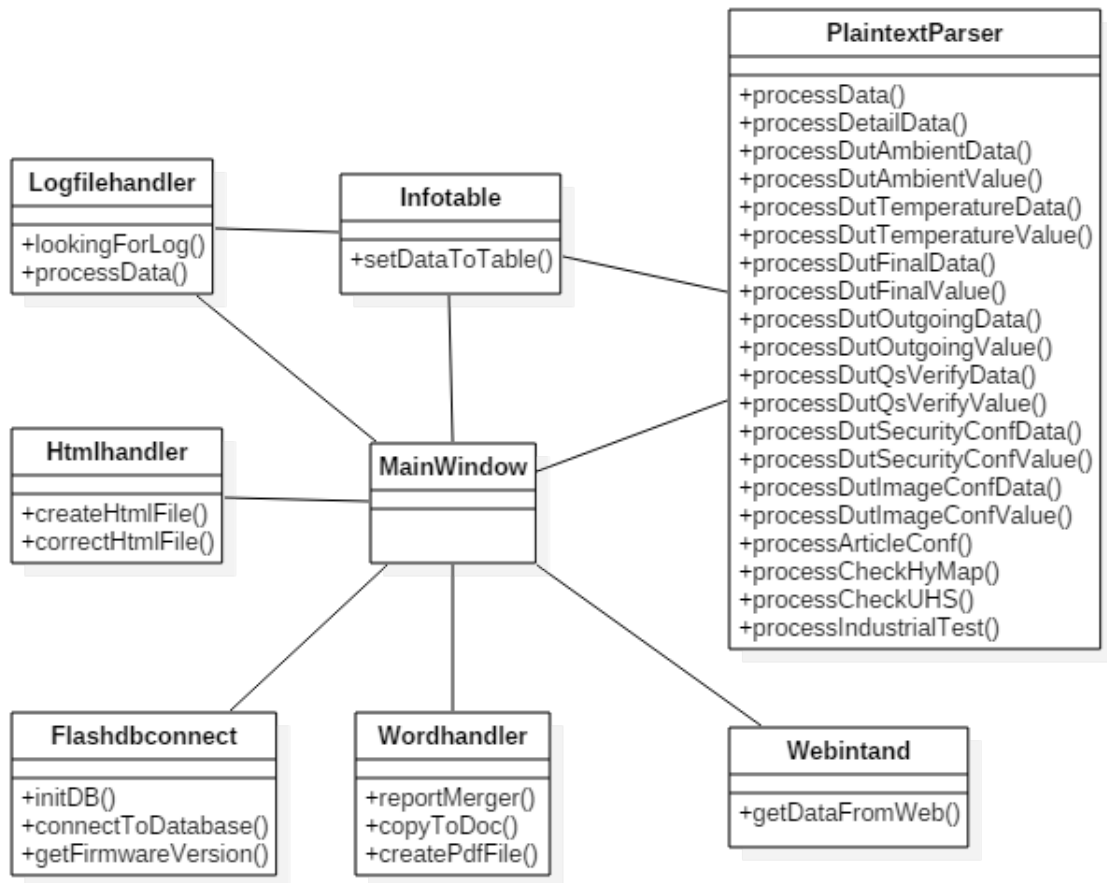 PlaintextParser
+processData()
+processDetailData()
+processDutAmbientData()
+processDutAmbientValue()
+processDutTemperatureData()
+processDutTemperatureValue()
+processDutFinalData()
+processDutFinalValue()
+processDutOutgoingData()
+processDutOutgoingValue()
+processDutQsVerifyData()
+processDutQsVerifyValue()
+processDutSecurityConfData()
+processDutSecurityConfValue()
+processDutImageConfData()
+processDutImageConfValue()
+processArticleConf()
+processCheckHyMap()
+processCheckUHS()
+processIndustrialTest()
Logfilehandler
+lookingForLog()
+processData()
Infotable
+setDataToTable()
Htmlhandler
+createHtmlFile()
+correctHtmlFile()
MainWindow
Flashdbconnect
+initDB()
+connectToDatabase()
+getFirmwareVersion()
Wordhandler
+reportMerger()
+copyToDoc()
+createPdfFile()
Webintand
+getDataFromWeb()